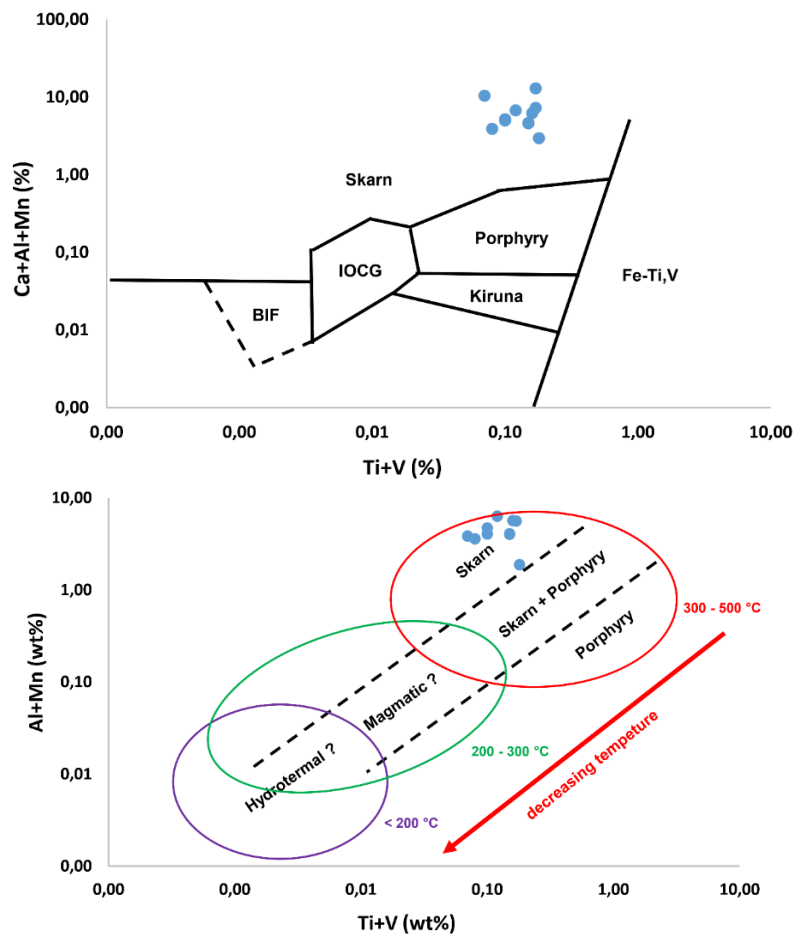 100,00
10,00
1,00
0,10
0,01
0,00
Ca+Al+Mn (%)
Skarn
Porphyry
IOCG
Kiruna
BIF
Fe-Ti,V
0,00
0,00
0,01
0,10
1,00
10,00
Ti+V (%)
10,00
1,00
0,10
0,01
0,00
Al+Mn (wt%)
Skarn
Skarn + Porphyry
Porphyry
300 - 500 °C
Magmatic ?
200 - 300 °C
Hydrotermal ?
< 200 °C
decreasing tempeture
0,00
0,00
0,01
0,10
1,00
10,00
Ti+V (wt%)